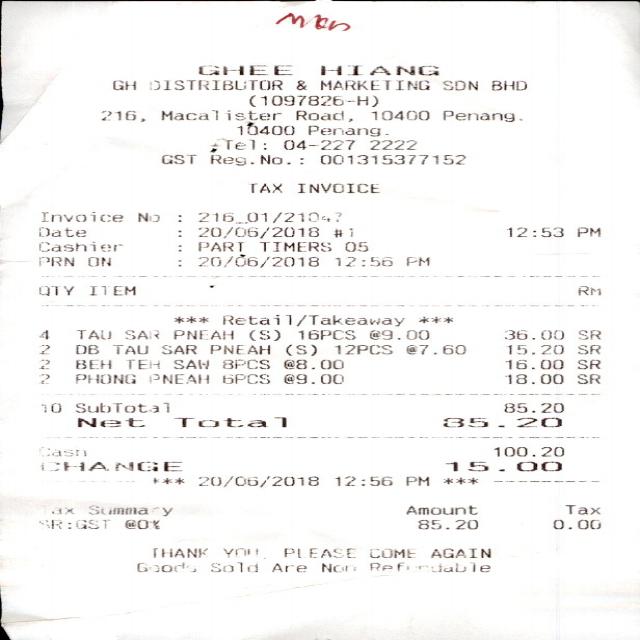 GHEE HIANG
GH DISTRIBUTOR & MARKETING SDN BHD
(1097826-H)
216, Macalister Road, 10400 Penang.
10400 Penang.
Tel: 04-227 2222
GST Reg.No.: 001315377152
TAX INVOICE
Invoice No : 216_01/21047
Date : 20/06/2018 #1 12:53 PM
Cashier : PART TIMERS 05
PRN ON : 20/06/2018 12:56 PM
QTY ITEM RM
*** Retail/Takeaway ***
4 TAU SAR PNEAH (S) 16PCS @9.00 36.00 SR
2 DB TAU SAR PNEAH (S) 12PCS @7.60 15.20 SR
2 BEH TEH SAW 8PCS @8.00 16.00 SR
2 PHONG PNEAH 6PCS @9.00 18.00 SR
10 SubTotal 85.20
Net Total 85.20
Cash 100.20
CHANGE 15.00
*** 20/06/2018 12:56 PM ***
Tax Summary Amount Tax
SR:GST @0% 85.20 0.00
THANK YOU, PLEASE COME AGAIN
Goods Sold Are Non Refundable